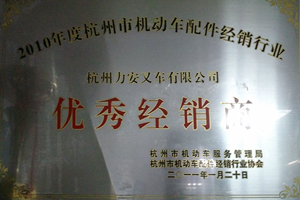 2010年度杭州市机动车配件经销行业
杭州力安叉车有限公司
优秀经销商
杭州市机动车服务管理局
杭州市机动车配件经销行业协会
二〇一一年一月二十日